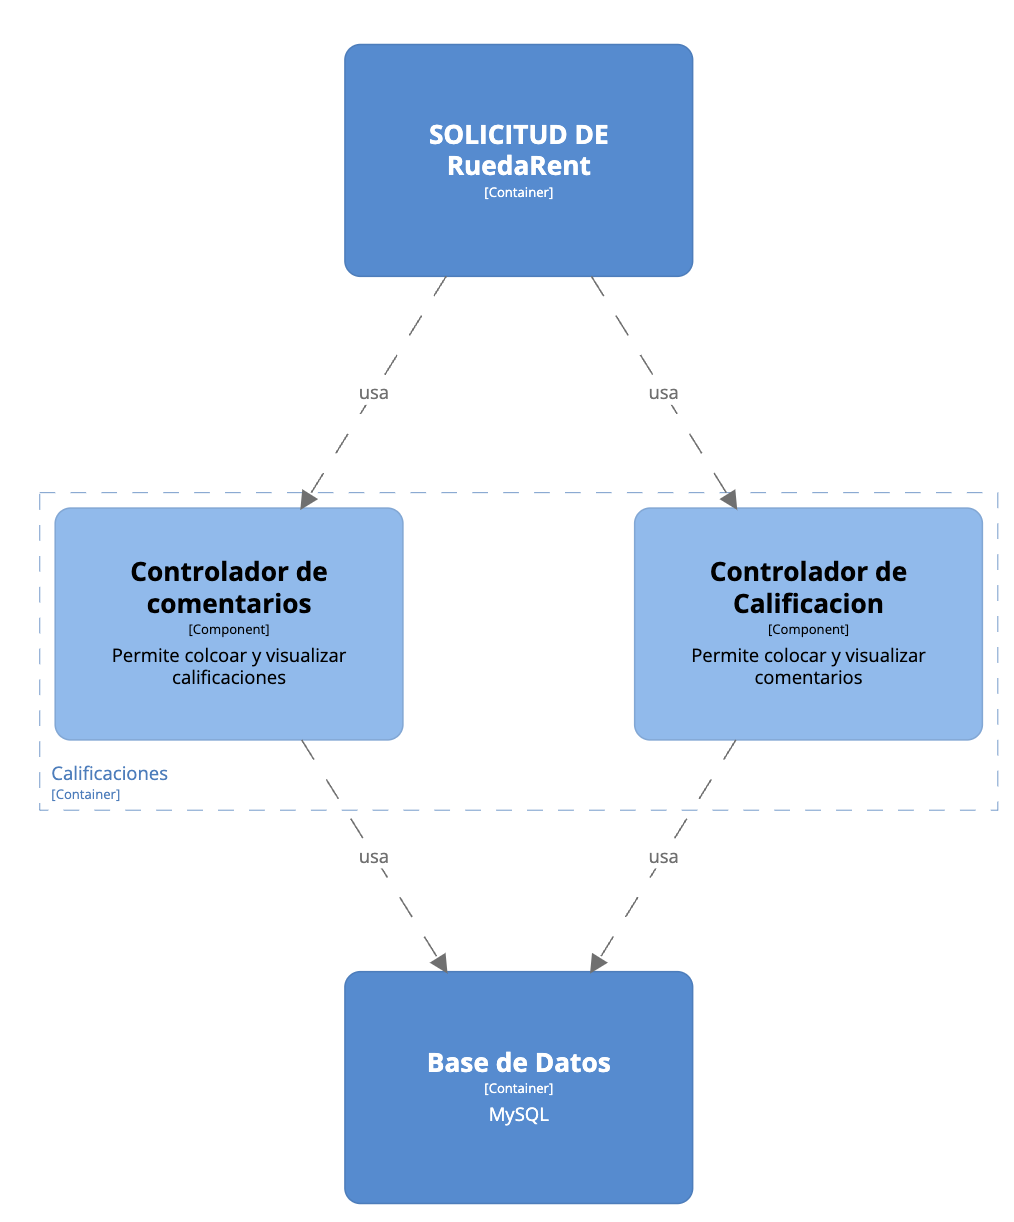 SOLICITUD DE
RuedaRent
[Container]
usa
usa
Controlador de
comentarios
[Component]
Permite colcoar y visualizar
calificaciones
Controlador de
Calificacion
[Component]
Permite colocar y visualizar
comentarios
Calificaciones
[Container]
usa
usa
Base de Datos
[Container]
MySQL